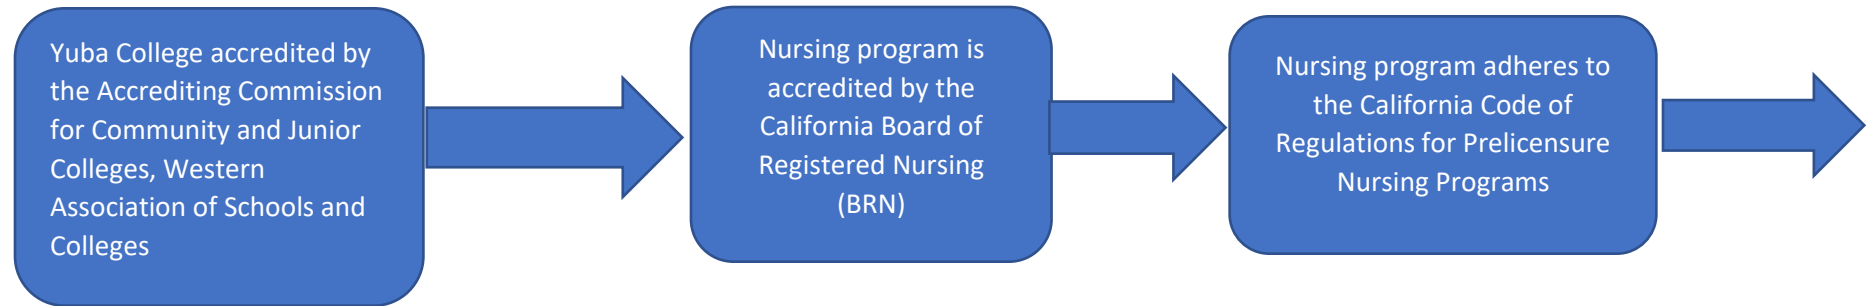 Yuba College accredited by
the Accrediting Commission
for Community and Junior
Colleges, Western
Association of Schools and
Colleges
Nursing program is
accredited by the
California Board of
Registered Nursing
(BRN)
Nursing program adheres to
the California Code of
Regulations for Prelicensure
Nursing Programs